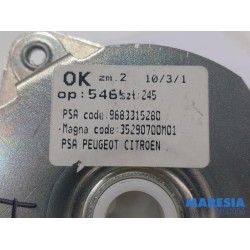 OK zm.2 10/3/1
op:546 szt:245
PSA code:9683315280
Magna code:35290700M01
PSA PEUGEOT CITROEN
MARESIA